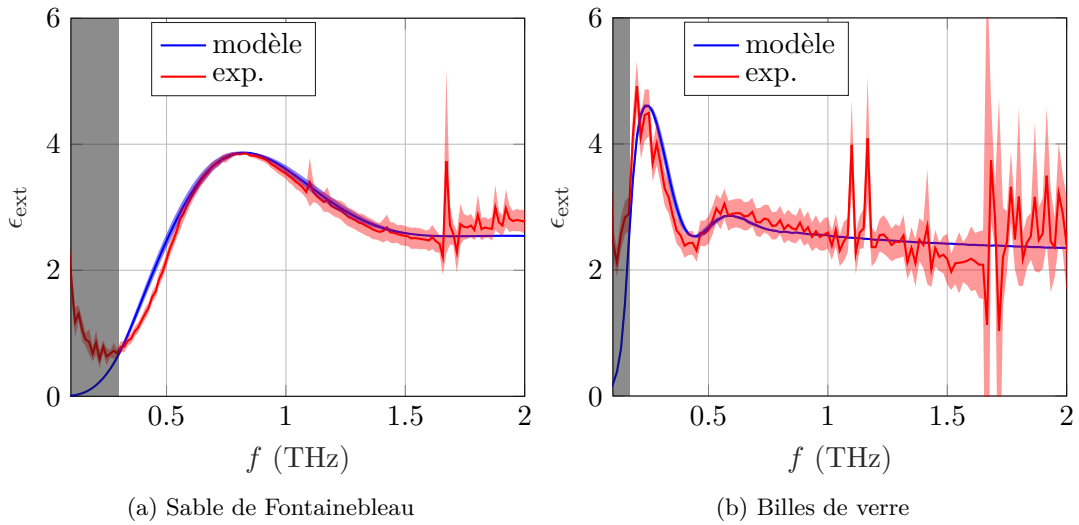 6
4
2
0
0.5 1 1.5 2
ϵext
f (THz)
modèle
exp.
(a) Sable de Fontainebleau
6
4
2
0
0.5 1 1.5 2
ϵext
f (THz)
modèle
exp.
(b) Billes de verre